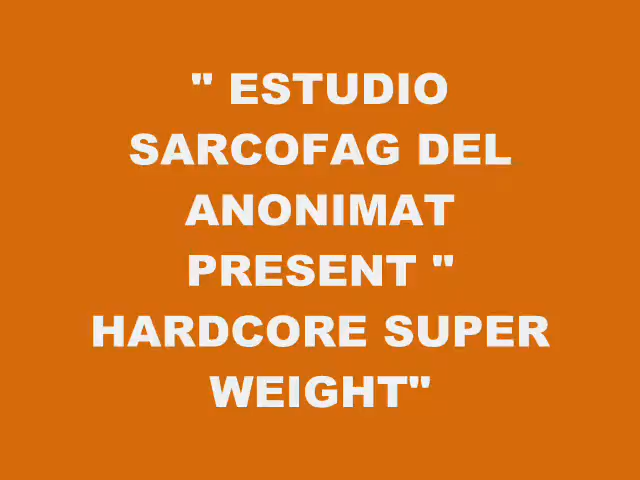 " ESTUDIO
SARCOFAG DEL
ANONIMAT
PRESENT "
HARDCORE SUPER
WEIGHT"